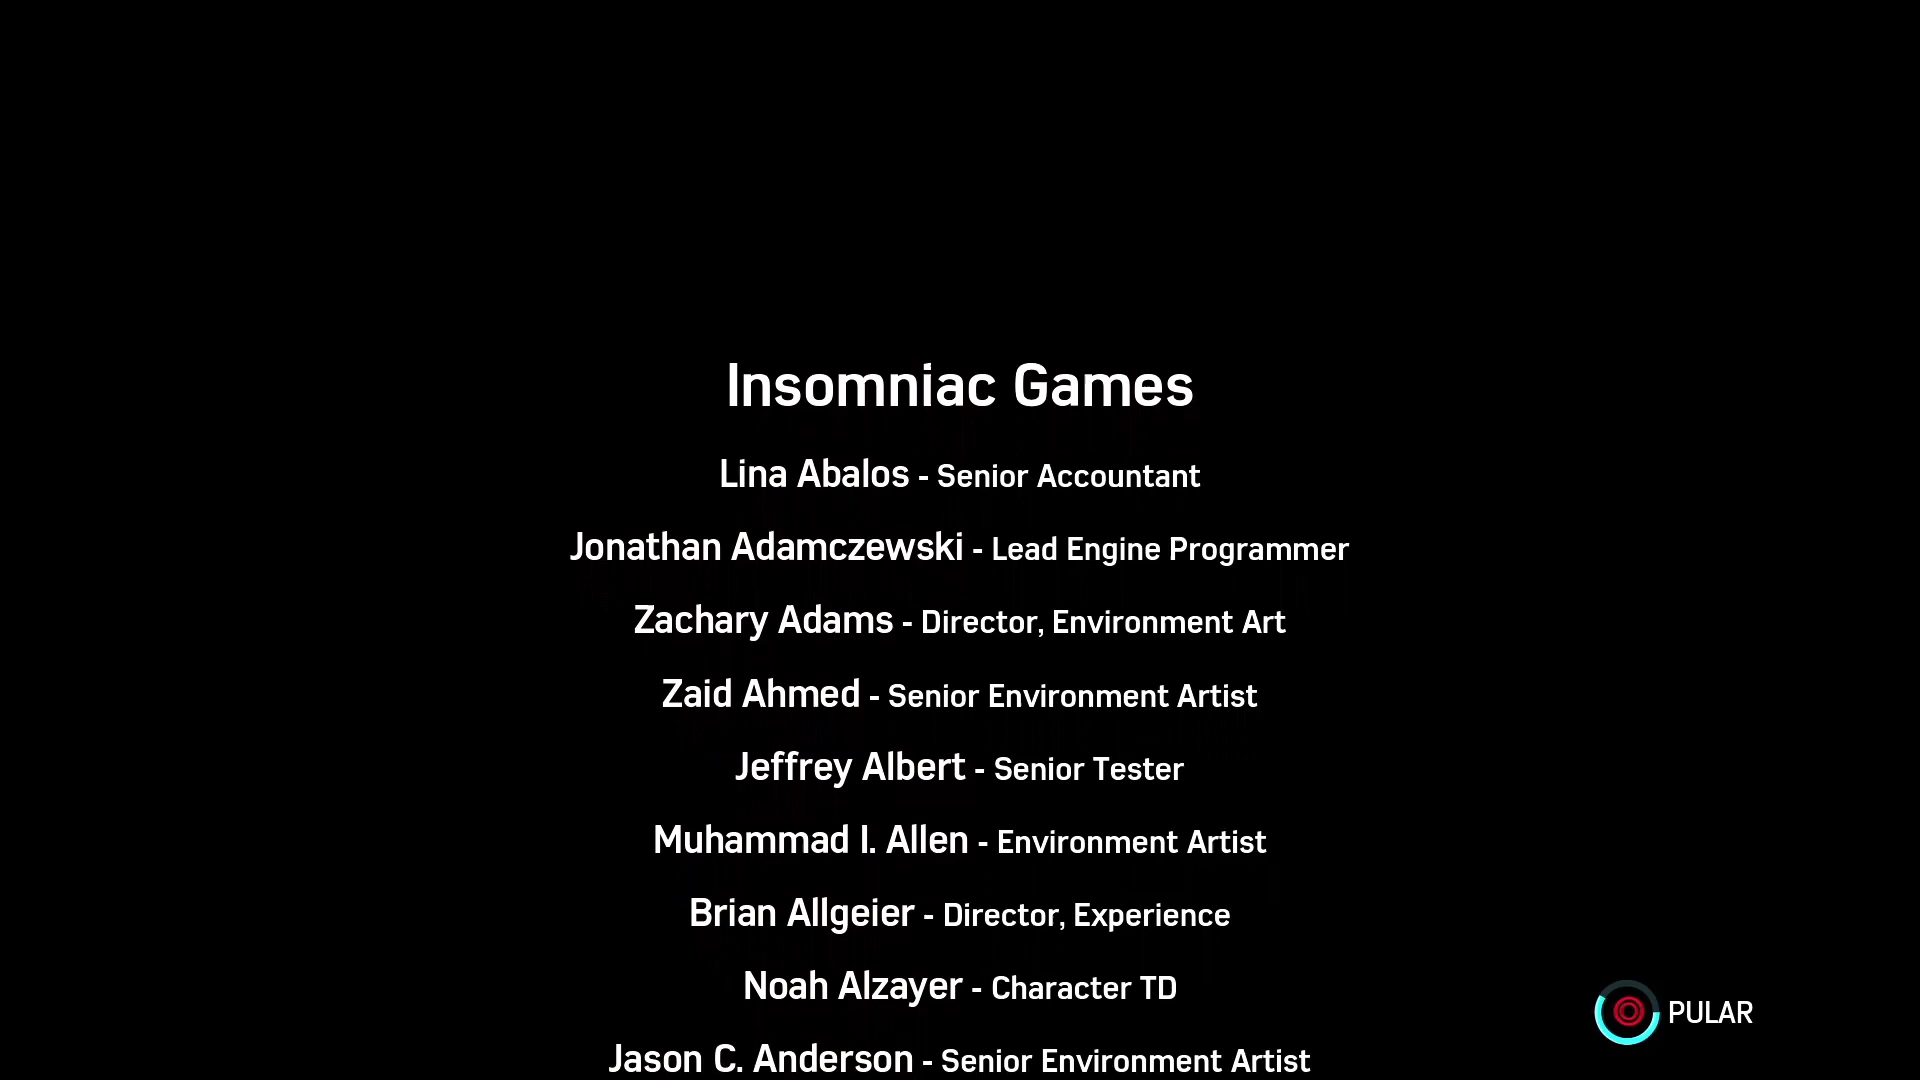 Insomniac Games
Lina Abalos - Senior Accountant
Jonathan Adamczewski - Lead Engine Programmer
Zachary Adams - Director, Environment Art
Zaid Ahmed - Senior Environment Artist
Jeffrey Albert - Senior Tester
Muhammad I. Allen - Environment Artist
Brian Allgeier - Director, Experience
Noah Alzayer - Character TD
PULAR
Jason C. Anderson - Senior Environment Artist